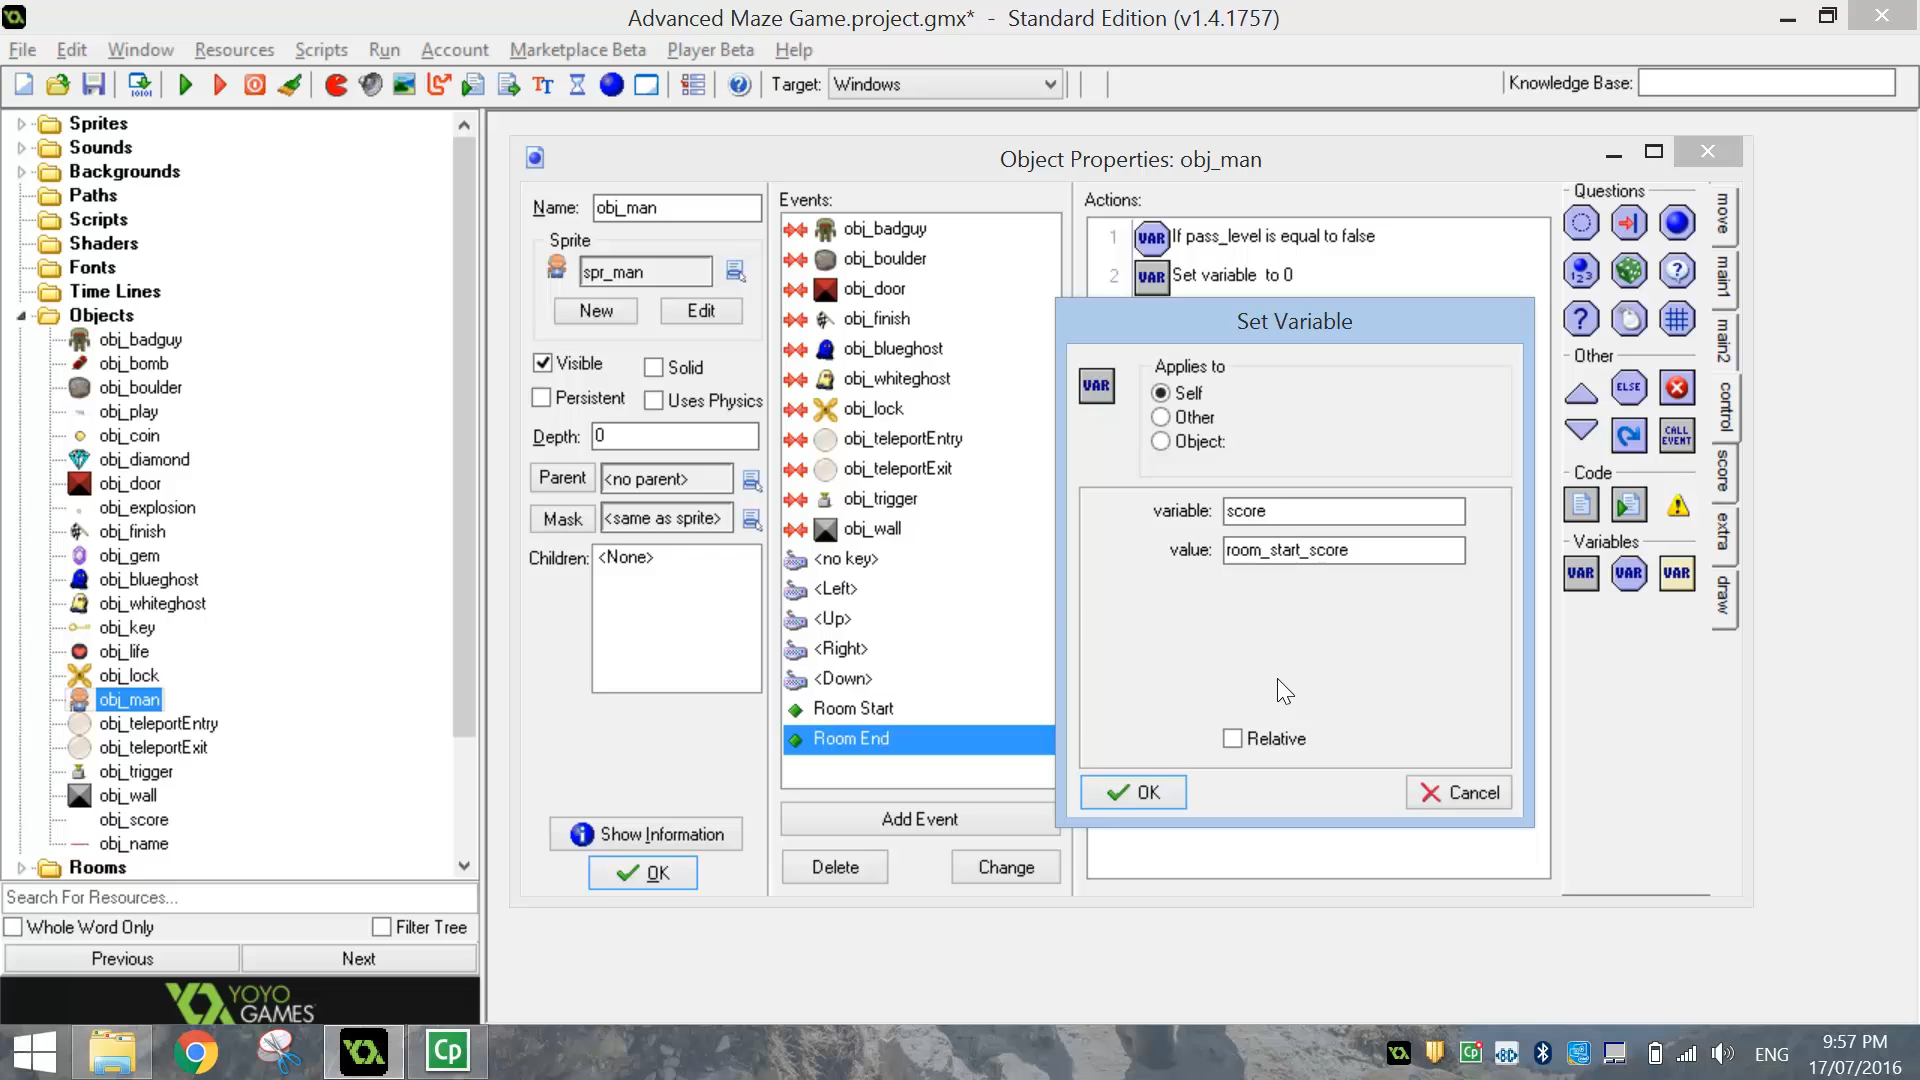 Advanced Maze Game.project.gmx* - Standard Edition (v1.4.1757)
File Edit Window Resources Scripts Run Account Marketplace Beta Player Beta Help
Target: Windows
Knowledge Base:
Sprites
Sounds
Backgrounds
Paths
Scripts
Shaders
Fonts
Time Lines
Objects
obj_badguy
obj_bomb
obj_boulder
obj_play
obj_coin
obj_diamond
obj_door
obj_explosion
obj_finish
obj_gem
obj_blueghost
obj_whiteghost
obj_key
obj_life
obj_lock
obj_man
obj_teleportEntry
obj_teleportExit
obj_trigger
obj_wall
obj_score
obj_name
Rooms
Search For Resources...
Whole Word Only Filter Tree
Previous Next
YOYO
GAMES
Object Properties: obj_man
Name: obj_man
Sprite
spr_man
New Edit
Visible Solid
Persistent Uses Physics
Depth: 0
Parent <no parent>
Mask <same as sprite>
Children: <None>
Show Information
OK
Events:
obj_badguy
obj_boulder
obj_door
obj_finish
obj_blueghost
obj_whiteghost
obj_lock
obj_teleportEntry
obj_teleportExit
obj_trigger
obj_wall
<no key>
<Left>
<Up>
<Right>
<Down>
Room Start
Room End
Add Event
Delete Change
Actions:
1 VAR If pass_level is equal to false
2 VAR Set variable to 0
Set Variable
VAR
Applies to
Self
Other
Object:
variable: score
value: room_start_score
Relative
OK Cancel
Questions
Other
ELSE
CALL
EVENT
Code
Variables
VAR VAR VAR
move
main1
main2
control
score
extra
draw
Cp
ENG
9:57 PM
17/07/2016